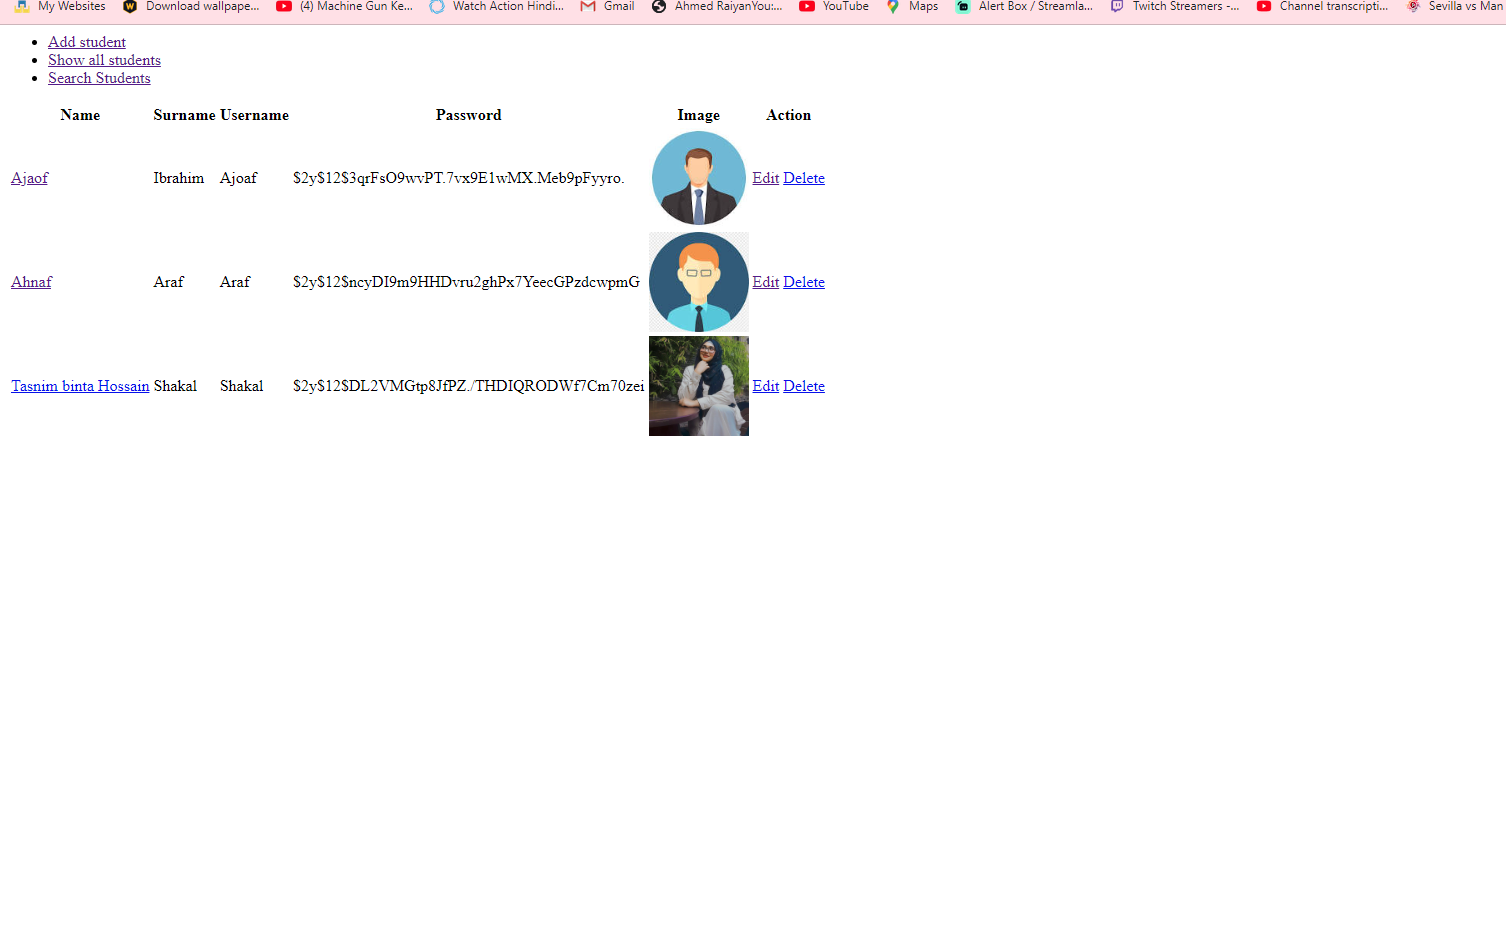 My Websites Download wallpape... (4) Machine Gun Ke... Watch Action Hindi... Gmail Ahmed RaiyanYou:... YouTube Maps Alert Box / Streamla... Twitch Streamers -... Channel transcripti... Sevilla vs Man
Add student
Show all students
Search Students
Name Surname Username Password Image Action
Ajaof Ibrahim Ajoaf $2y$12$3qrFsO9wvPT.7vx9E1wMX.Meb9pFyyro. Edit Delete
Ahnaf Araf Araf $2y$12$ncyDI9m9HHDvru2ghPx7YeecGPzdcwpmG Edit Delete
Tasnim binta Hossain Shakal Shakal $2y$12$DL2VMGtp8JfPZ./THDIQRODWf7Cm70zei Edit Delete